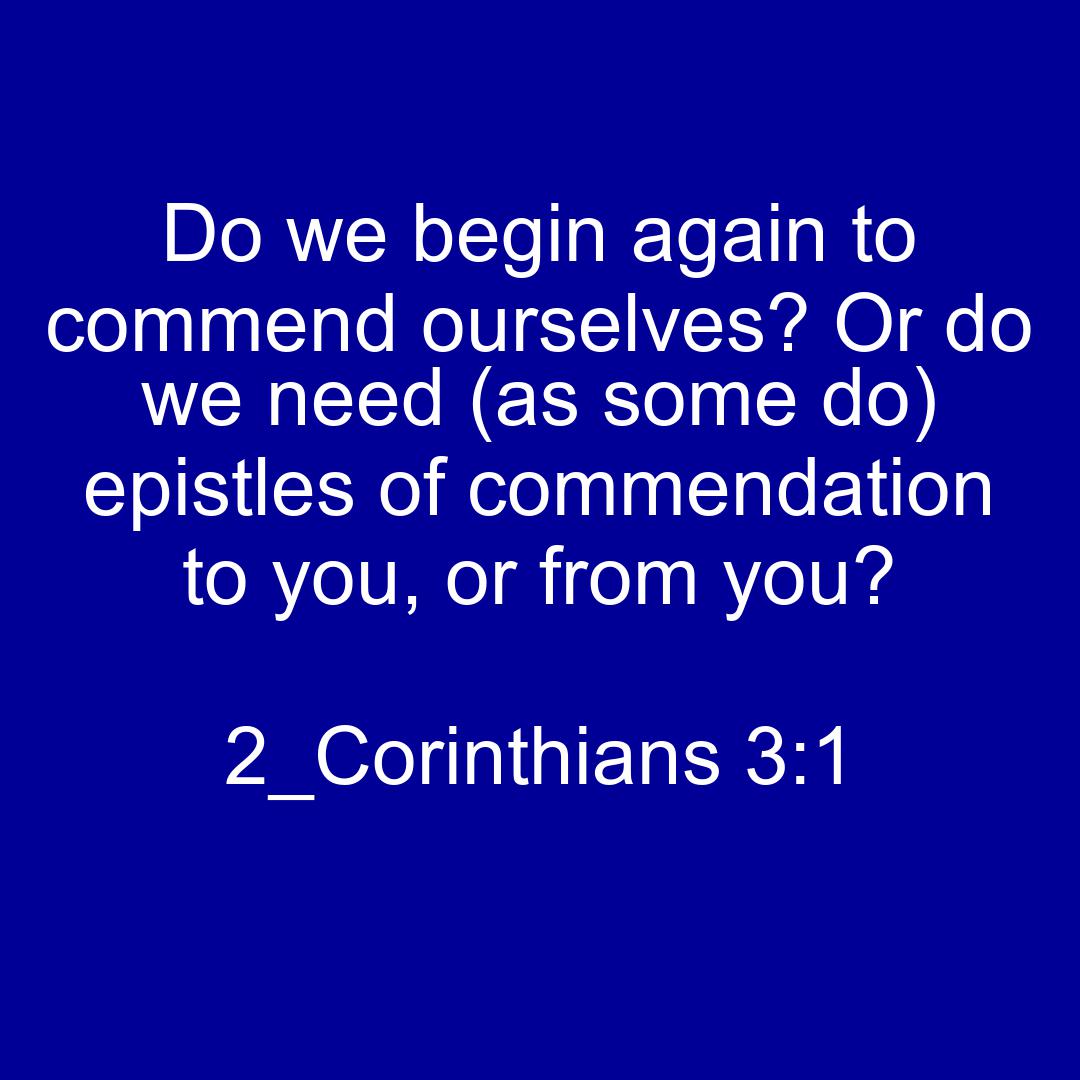 Do we begin again to
commend ourselves? Or do
we need (as some do)
epistles of commendation
to you, or from you?
2_Corinthians 3:1